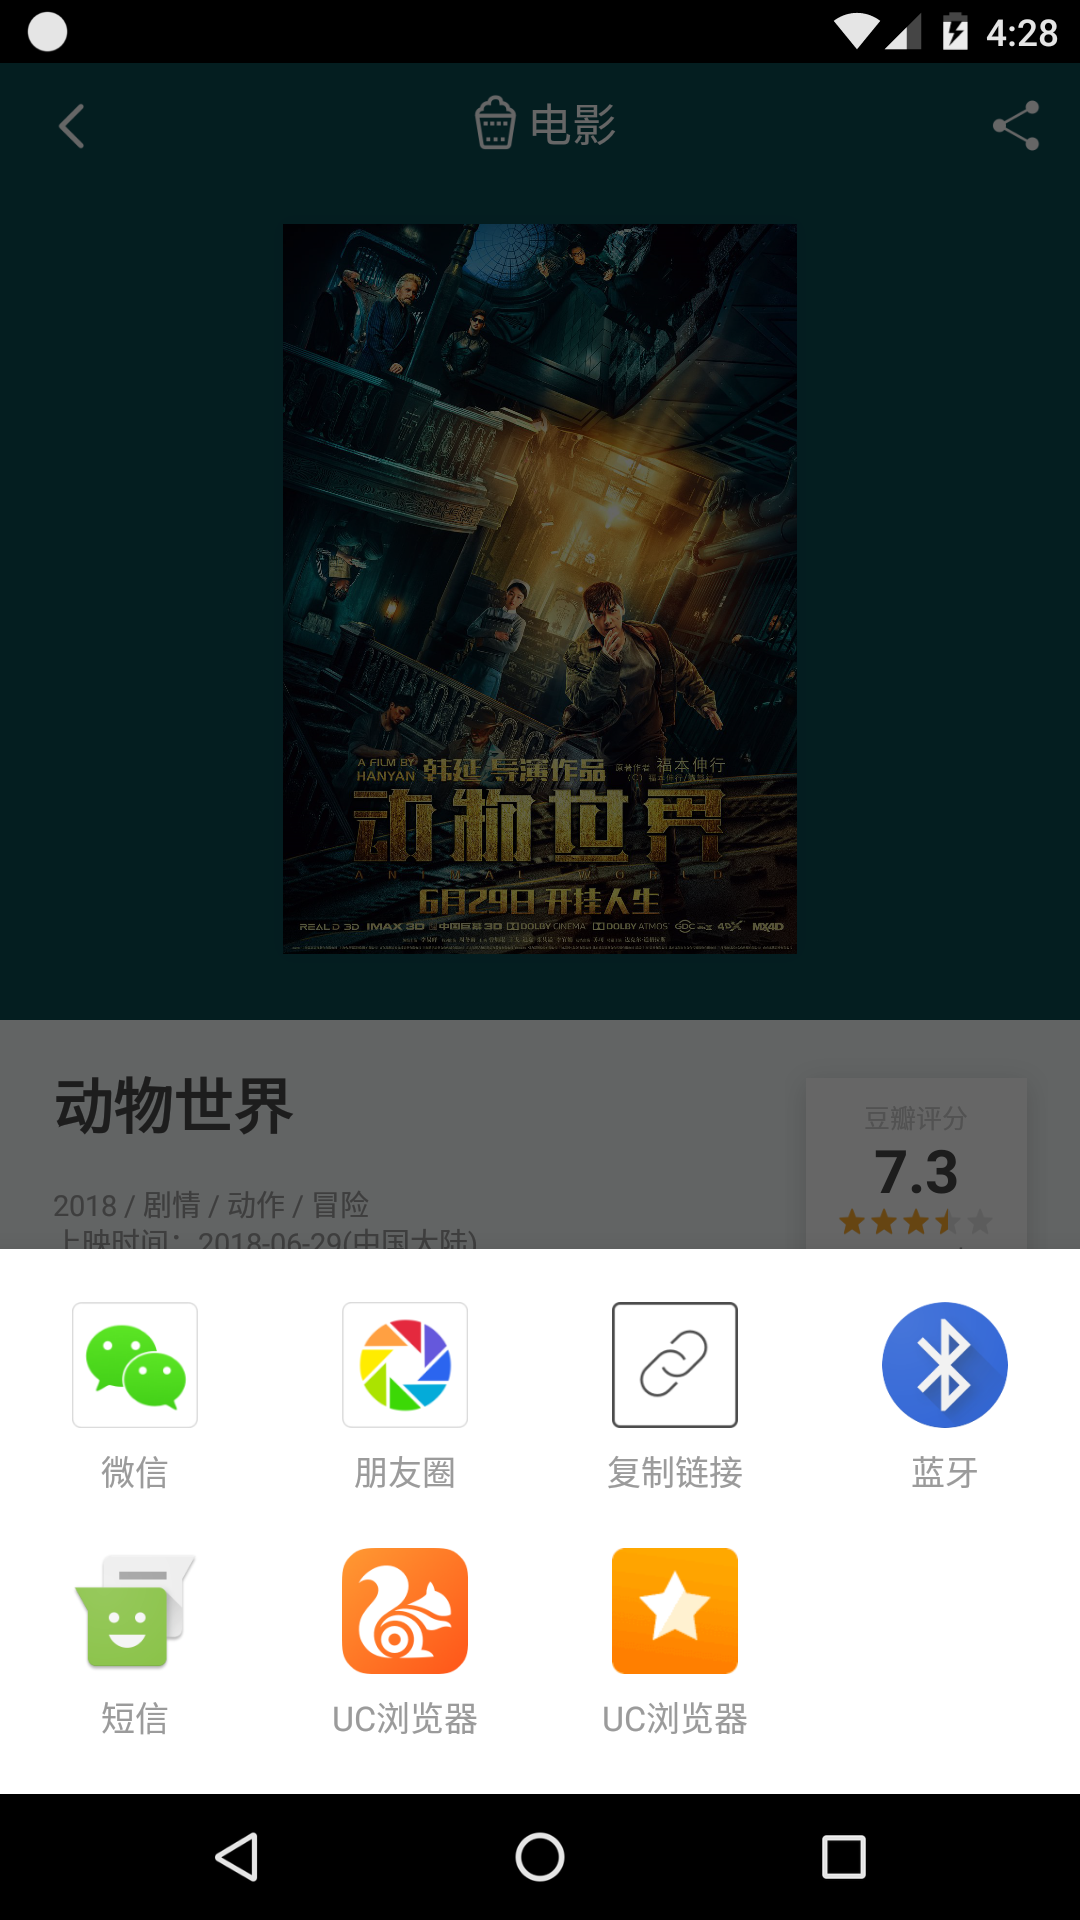 4:28
电影
A FILM BY
HANYAN 韩延 导演作品 原著作者 福本伸行
动物世界
ANIMAL WORLD
6月29日 开挂人生
REAL D 3D IMAX 3D 中国巨幕 3D DOLBY CINEMA DOLBY ATMOS 4DX MX4D
动物世界
豆瓣评分
7.3
2018 / 剧情 / 动作 / 冒险
上映时间：2018-06-29(中国大陆)
微信 朋友圈 复制链接 蓝牙
短信 UC浏览器 UC浏览器